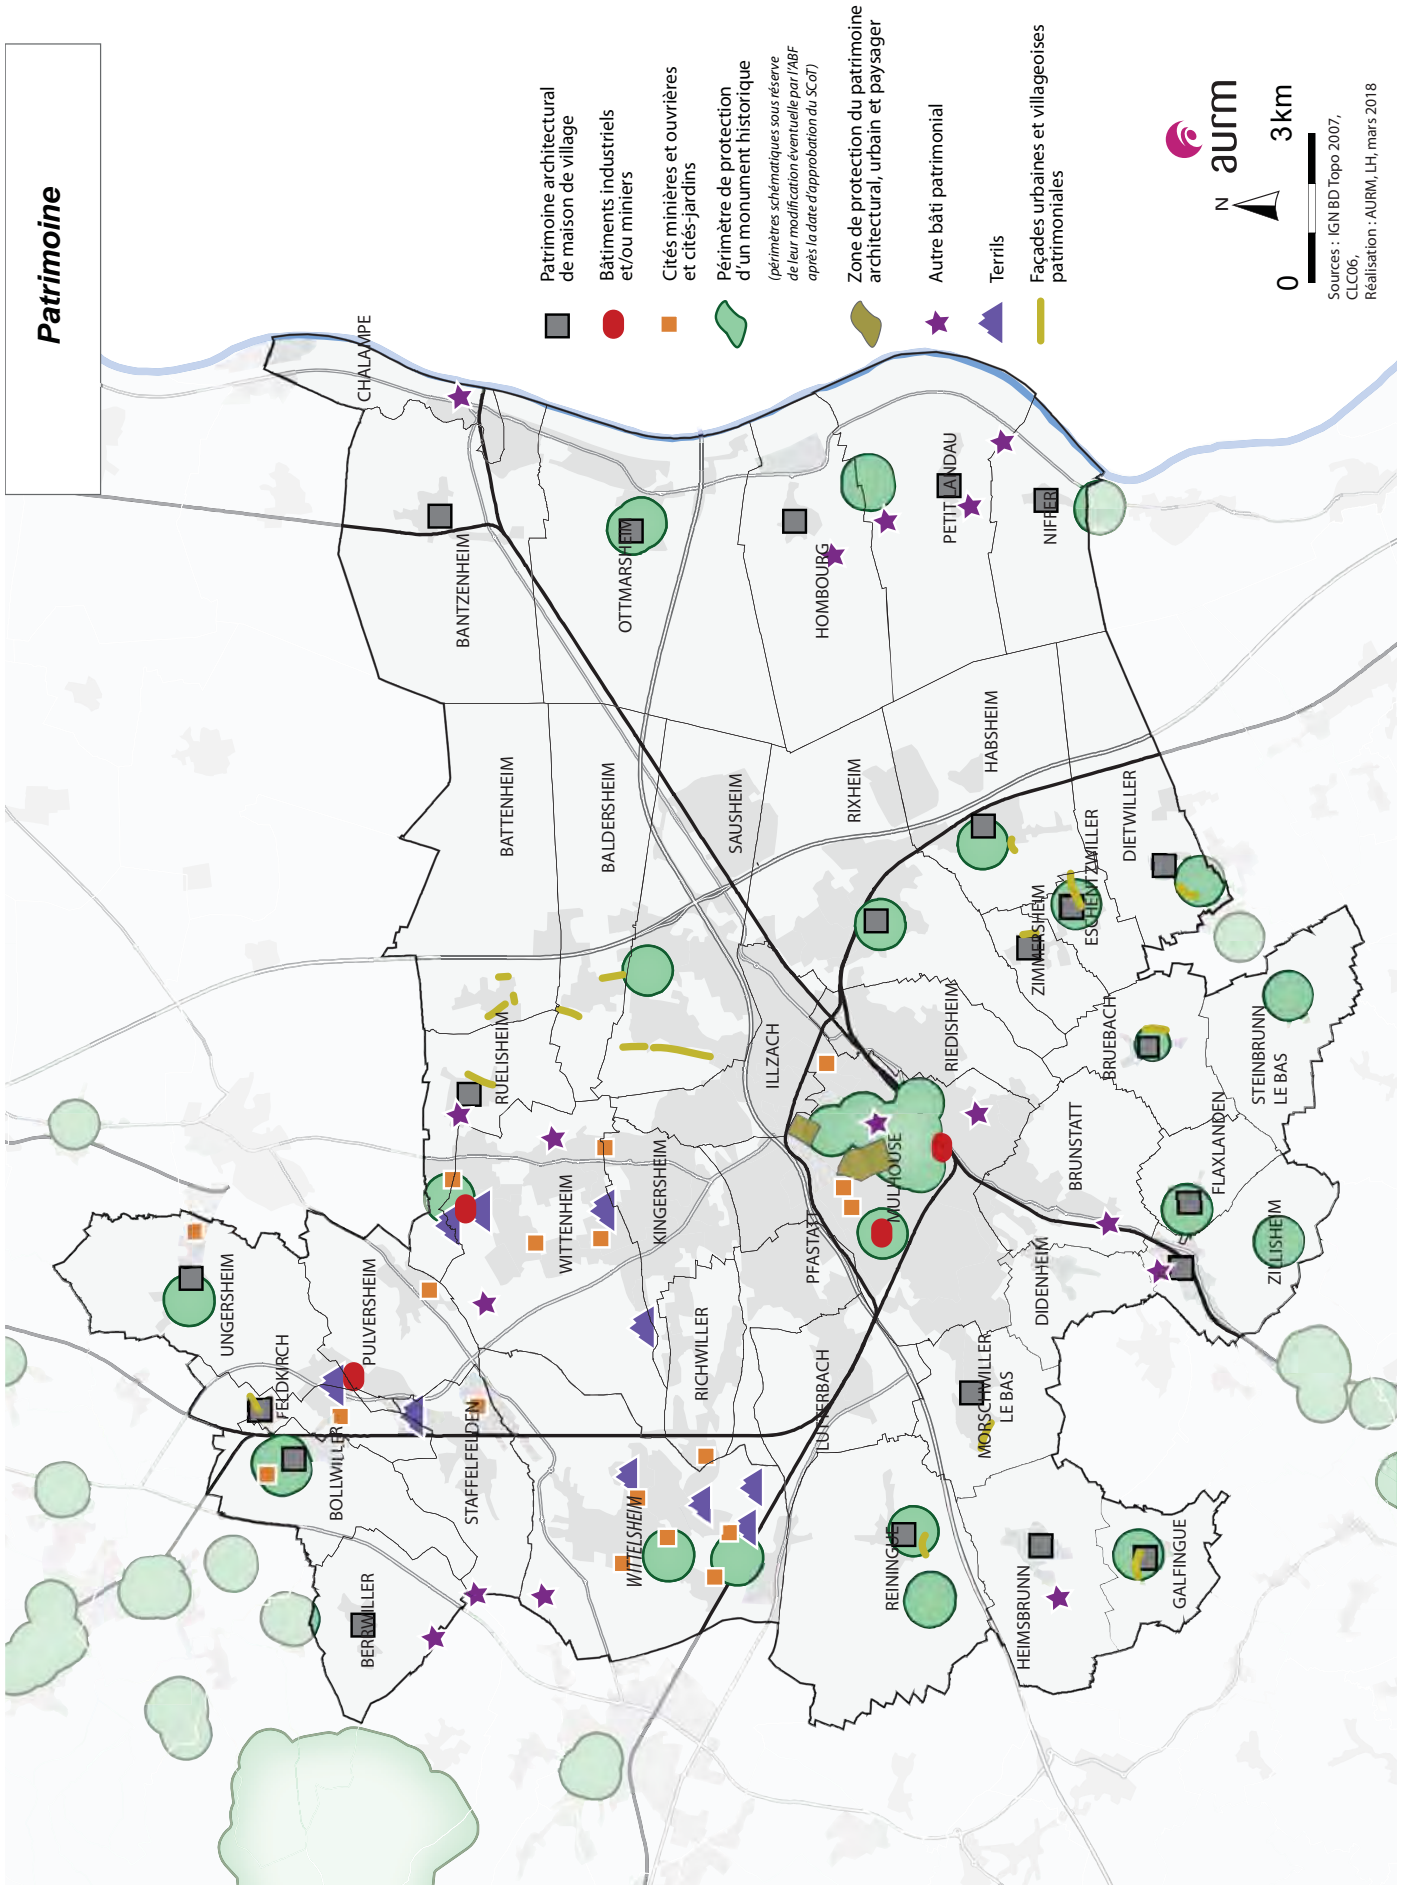 Patrimoine
CHALAMPE
BANTZENHEIM
OTTMARSHEIM
HOMBOURG
PETIT LANDAU
NIFFER
BATTENHEIM
BALDERSHEIM
SAUSHEIM
RIXHEIM
HABSHEIM
DIETWILLER
ESCHENTZWILLER
ZIMMERSHEIM
RUELISHEIM
ILLZACH
RIEDISHEIM
BRUEBACH
STEINBRUNN
LE BAS
WITTENHEIM
KINGERSHEIM
MULHOUSE
BRUNSTATT
FLAXLANDEN
ZILLISHEIM
UNGERSHEIM
PULVERSHEIM
PFASTATT
DIDENHEIM
FELDKIRCH
RICHWILLER
LUTTERBACH
MORSCHWILLER
LE BAS
BOLLWILLER
STAFFELFELDEN
WITTELSHEIM
REININGUE
HEIMSBRUNN
GALFINGUE
BERRWILLER
Patrimoine architectural
de maison de village
Bâtiments industriels
et/ou miniers
Cités minières et ouvrières
et cités-jardins
Périmètre de protection
d'un monument historique
(périmètres schématiques sous réserve
de leur modification éventuelle par l'ABF
après la date d'approbation du SCoT)
Zone de protection du patrimoine
architectural, urbain et paysager
Autre bâti patrimonial
Terrils
Façades urbaines et villageoises
patrimoniales
aurm
N
0
3km
Sources : IGN BD Topo 2007,
CLC06,
Réalisation : AURM, LH, mars 2018